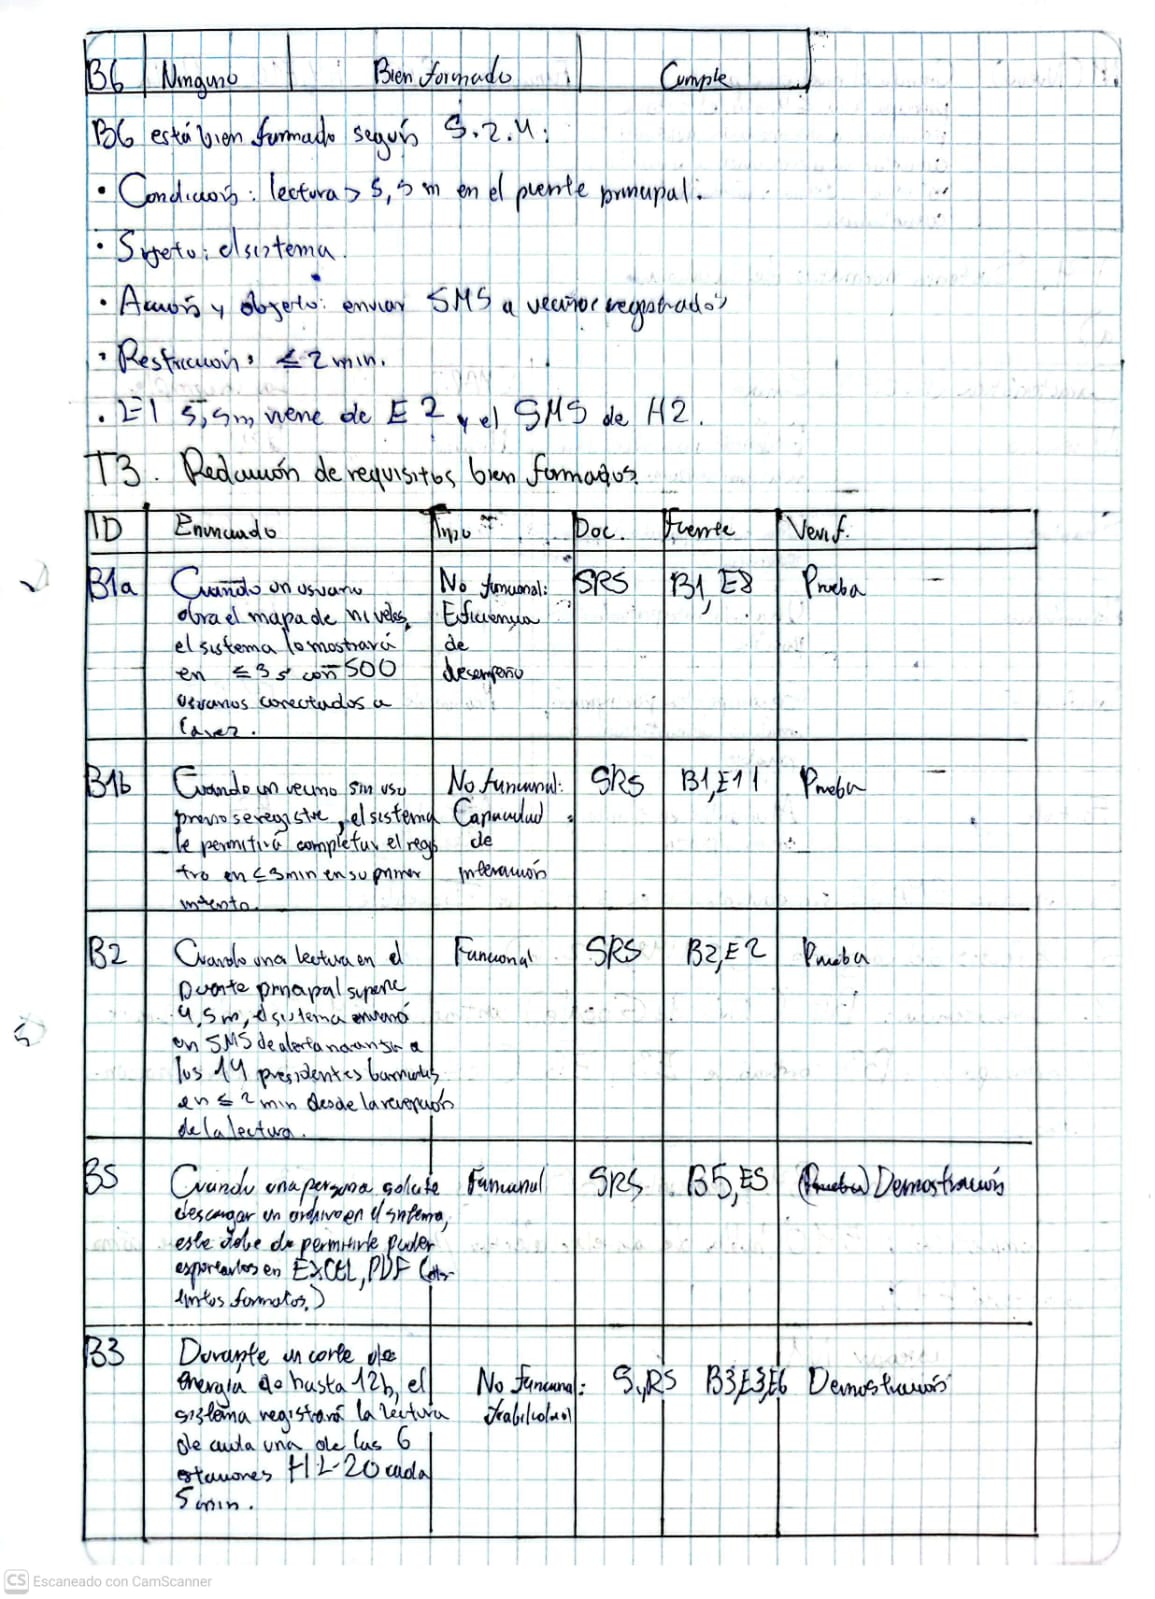 B6 Ninguno Bien formado Cumple
B6 está bien formado según 5.2.4:
• Condición: lectura > 5,5 m en el puente principal.
• Sujeto: el sistema.
• Acción y objeto: enviar SMS a vecinos registrados
• Restricción: ≤ 2 min.
• El 5,5m viene de E2 y el SMS de H2.
T3. Redacción de requisitos bien formados.
ID Enunciado Tipo Doc. Fuente Verif.
B1a Cuando un usuario No funcional: SRS B1, E8 Prueba
abra el mapa de niveles, Eficiencia
el sistema lo mostrará de
en ≤ 3 s con 500 desempeño
usuarios conectados a
la vez.
B1b Cuando un vecino sin uso No funcional: SRS B1, E11 Prueba
previo se registre, el sistema Capacidad
le permitirá completar el regis de
tro en ≤ 3min en su primer interacción
intento.
B2 Cuando una lectura en el Funcional SRS B2, E2 Prueba
puente principal supere
4,5 m, el sistema enviará
un SMS de alerta naranja a
los 14 presidentes barriales
en ≤ 2 min desde la recepción
de la lectura.
B5 Cuando una persona solicite Funcional SRS B5, E5 (Prueba) Demostración
descargar un archivo en el sistema,
este debe de permitirle poder
exportarlos en EXCEL, PDF (dis-
tintos formatos.)
B3 Durante un corte de
energía de hasta 12h, el No funcional: SRS B3, E3, E6 Demostración
sistema registrará la lectura fiabilidad
de cada una de las 6
estaciones HL-20 cada
5 min.
CS Escaneado con CamScanner